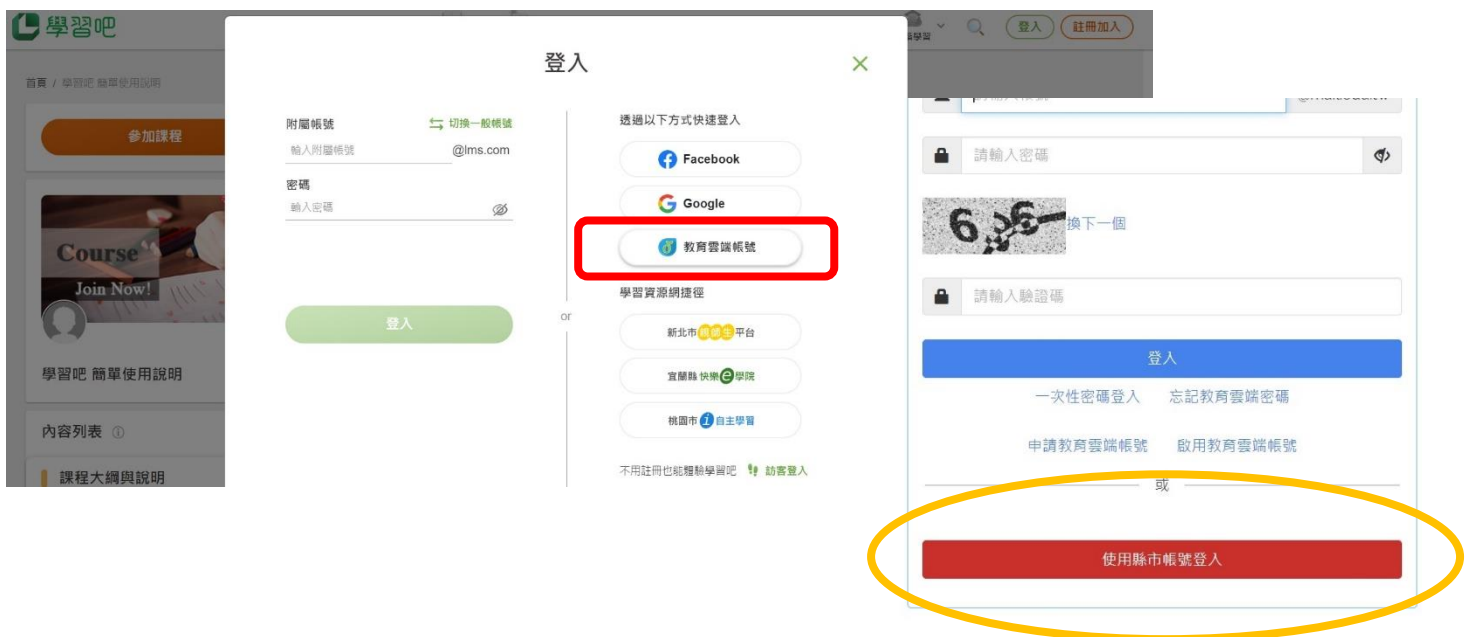 學習吧
登入
註冊加入
首頁 / 學習吧 簡單使用說明
參加課程
Course
Join Now!
學習吧 簡單使用說明
內容列表
課程大綱與說明
登入
附屬帳號
切換一般帳號
輸入附屬帳號
@lms.com
密碼
輸入密碼
登入
or
透過以下方式快速登入
Facebook
Google
教育雲端帳號
學習資源網捷徑
新北市親師生平台
宜蘭縣 快樂e學院
桃園市 i 自主學習
不用註冊也能體驗學習吧 訪客登入
請輸入密碼
換下一個
請輸入驗證碼
登入
一次性密碼登入 忘記教育雲端密碼
申請教育雲端帳號 啟用教育雲端帳號
或
使用縣市帳號登入